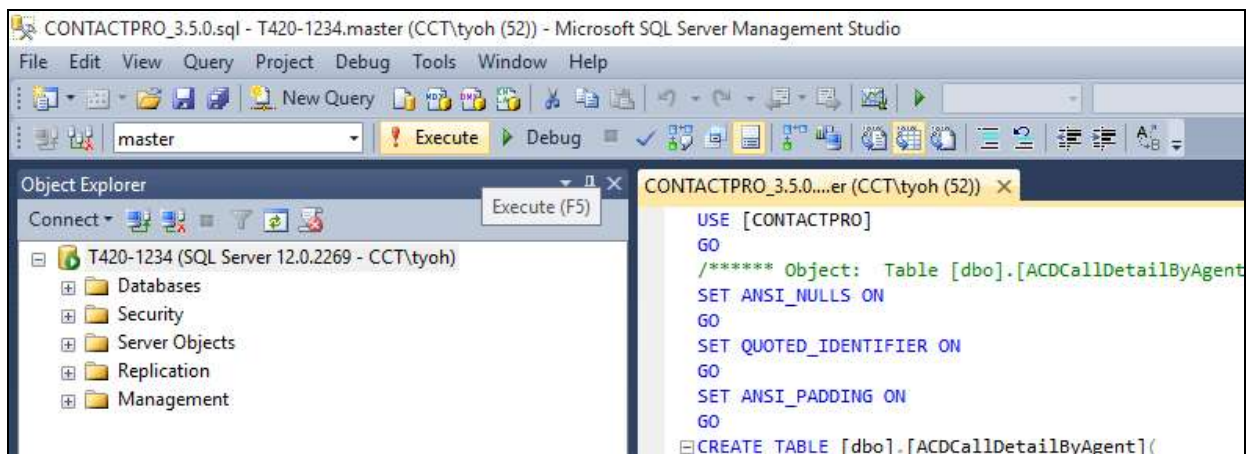 CONTACTPRO_3.5.0.sql - T420-1234.master (CCT\tyoh (52)) - Microsoft SQL Server Management Studio
File Edit View Query Project Debug Tools Window Help
New Query
master Execute Debug
Object Explorer
Execute (F5)
Connect
T420-1234 (SQL Server 12.0.2269 - CCT\tyoh)
Databases
Security
Server Objects
Replication
Management
CONTACTPRO_3.5.0....er (CCT\tyoh (52))
USE [CONTACTPRO]
GO
/****** Object: Table [dbo].[ACDCallDetailByAgent
SET ANSI_NULLS ON
GO
SET QUOTED_IDENTIFIER ON
GO
SET ANSI_PADDING ON
GO
CREATE TABLE [dbo].[ACDCallDetailByAgent](